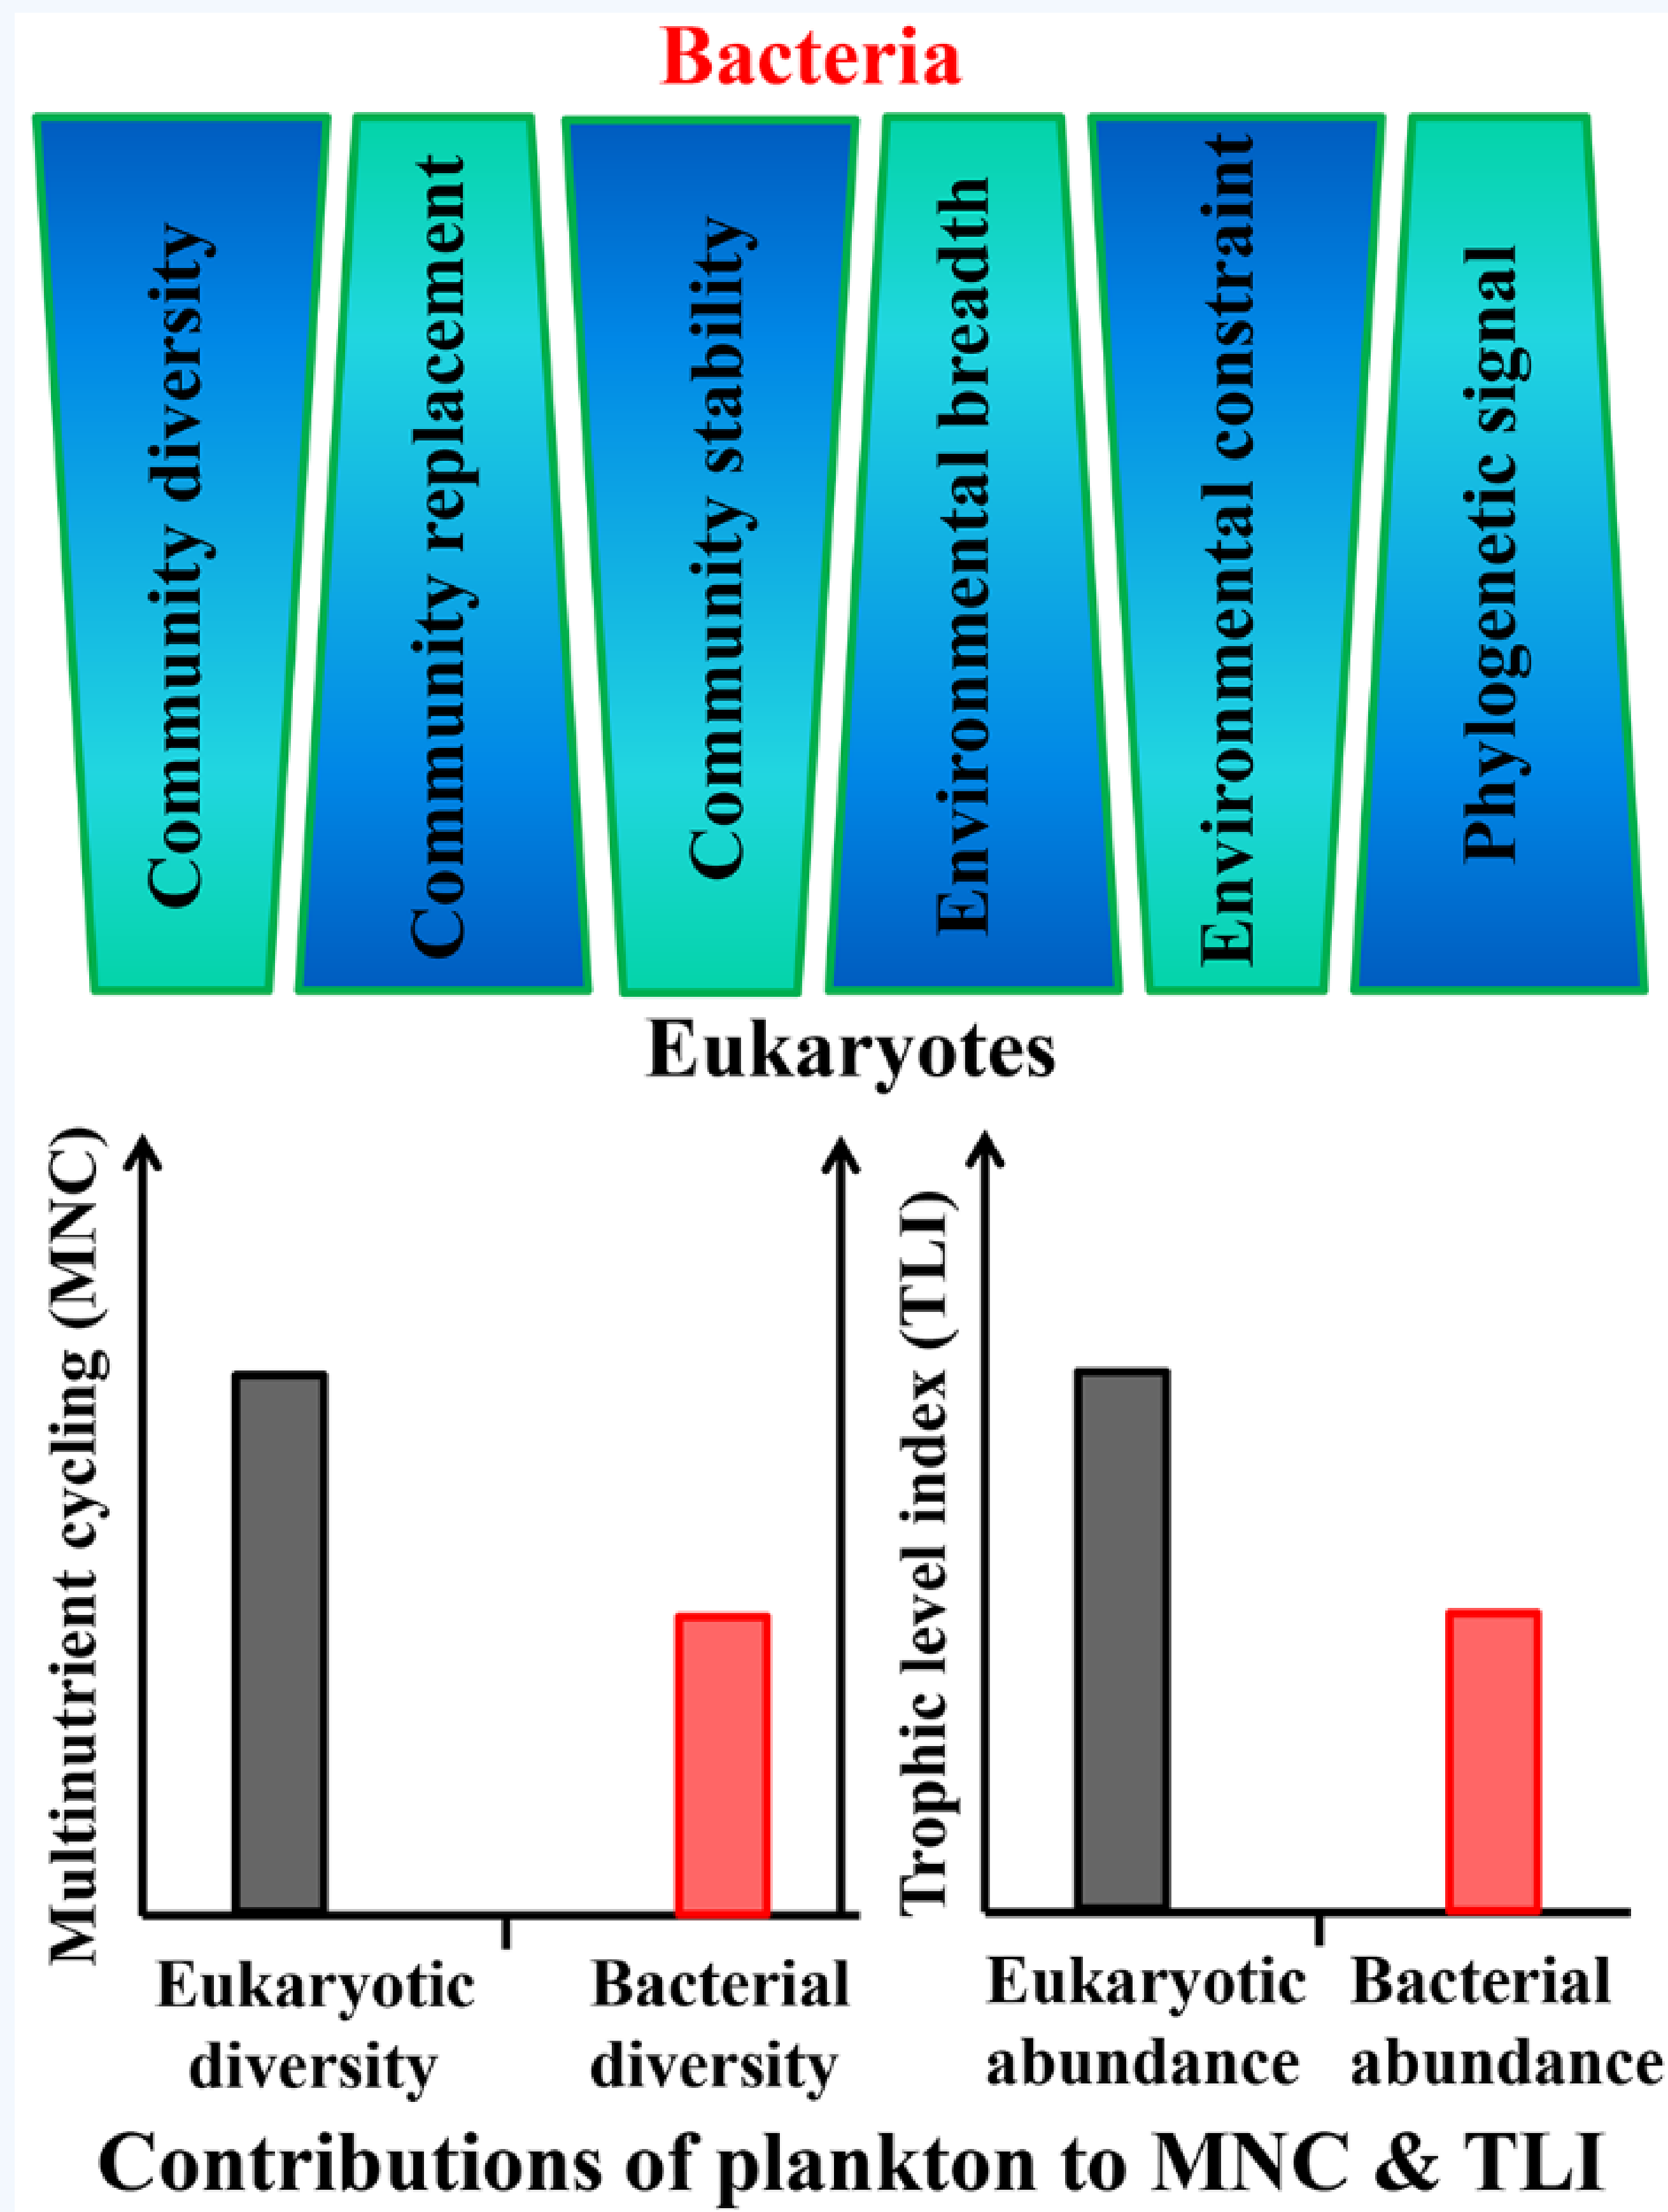 Bacteria
Community diversity
Community replacement
Community stability
Environmental breadth
Environmental constraint
Phylogenetic signal
Eukaryotes
Multinutrient cycling (MNC)
Eukaryotic
diversity
Bacterial
diversity
Trophic level index (TLI)
Eukaryotic
abundance
Bacterial
abundance
Contributions of plankton to MNC & TLI